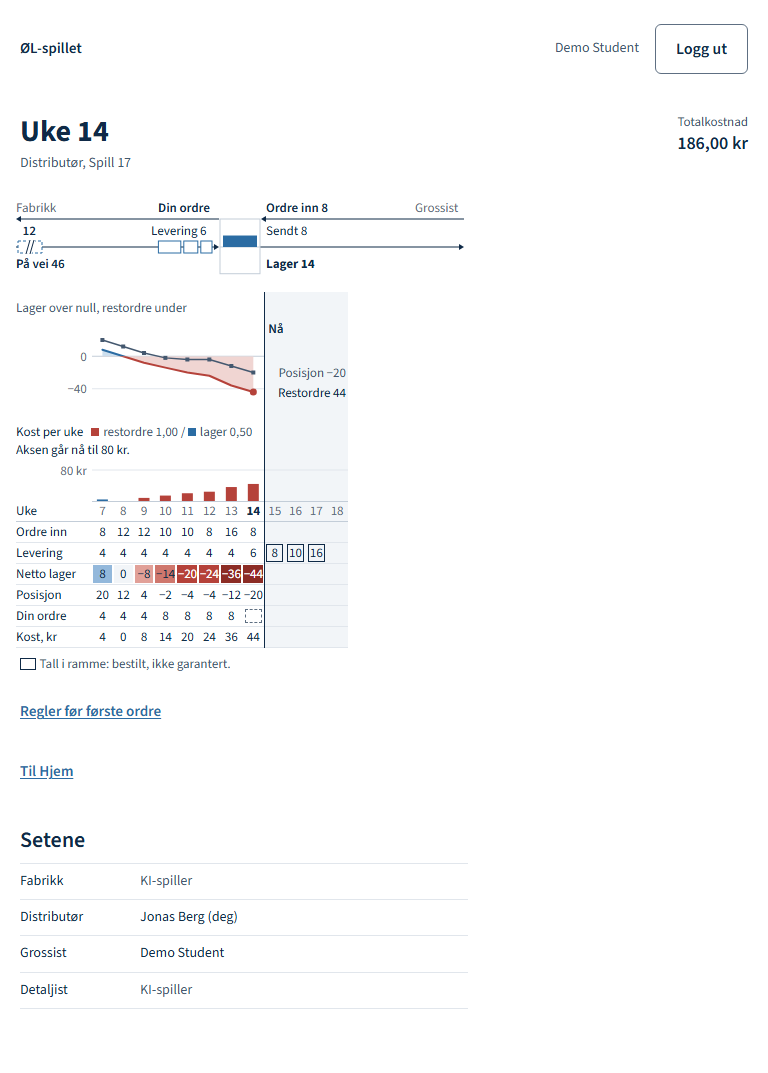 ØL-spillet
Demo Student
Logg ut
Uke 14
Distributør, Spill 17
Totalkostnad
186,00 kr
Fabrikk Din ordre Ordre inn 8 Grossist
12 Levering 6 Sendt 8
På vei 46 Lager 14
Lager over null, restordre under
Nå
0
Posisjon −20
−40 Restordre 44
Kost per uke restordre 1,00 / lager 0,50
Aksen går nå til 80 kr.
80 kr
Uke 7 8 9 10 11 12 13 14 15 16 17 18
Ordre inn 8 12 12 10 10 8 16 8
Levering 4 4 4 4 4 4 4 6 8 10 16
Netto lager 8 0 −8 −14 −20 −24 −36 −44
Posisjon 20 12 4 −2 −4 −4 −12 −20
Din ordre 4 4 4 8 8 8 8
Kost, kr 4 0 8 14 20 24 36 44
Tall i ramme: bestilt, ikke garantert.
Regler før første ordre
Til Hjem
Setene
Fabrikk KI-spiller
Distributør Jonas Berg (deg)
Grossist Demo Student
Detaljist KI-spiller